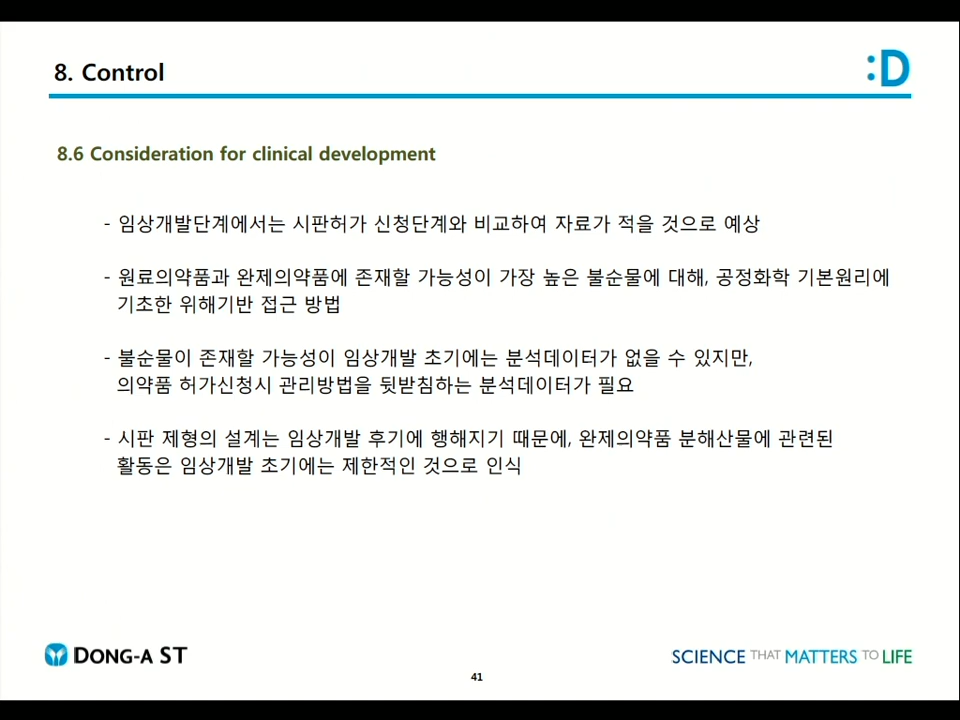 8. Control
:D
8.6 Consideration for clinical development
- 임상개발단계에서는 시판허가 신청단계와 비교하여 자료가 적을 것으로 예상
- 원료의약품과 완제의약품에 존재할 가능성이 가장 높은 불순물에 대해, 공정화학 기본원리에
기초한 위해기반 접근 방법
- 불순물이 존재할 가능성이 임상개발 초기에는 분석데이터가 없을 수 있지만,
의약품 허가신청시 관리방법을 뒷받침하는 분석데이터가 필요
- 시판 제형의 설계는 임상개발 후기에 행해지기 때문에, 완제의약품 분해산물에 관련된
활동은 임상개발 초기에는 제한적인 것으로 인식
DONG-A ST
SCIENCE THAT MATTERS TO LIFE
41